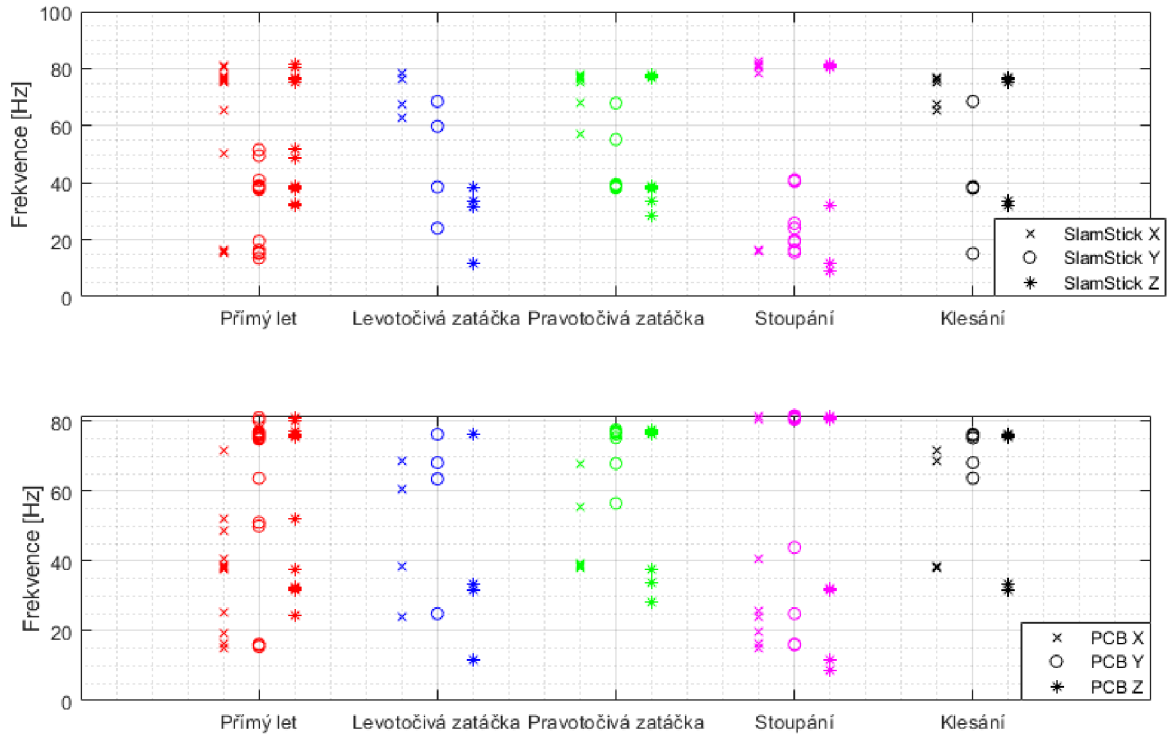 100
80
60
40
20
0
Frekvence [Hz]
SlamStick X
SlamStick Y
SlamStick Z
Přímý let
Levotočivá zatáčka
Pravotočivá zatáčka
Stoupání
Klesání
80
60
40
20
0
Frekvence [Hz]
PCB X
PCB Y
PCB Z
Přímý let
Levotočivá zatáčka
Pravotočivá zatáčka
Stoupání
Klesání